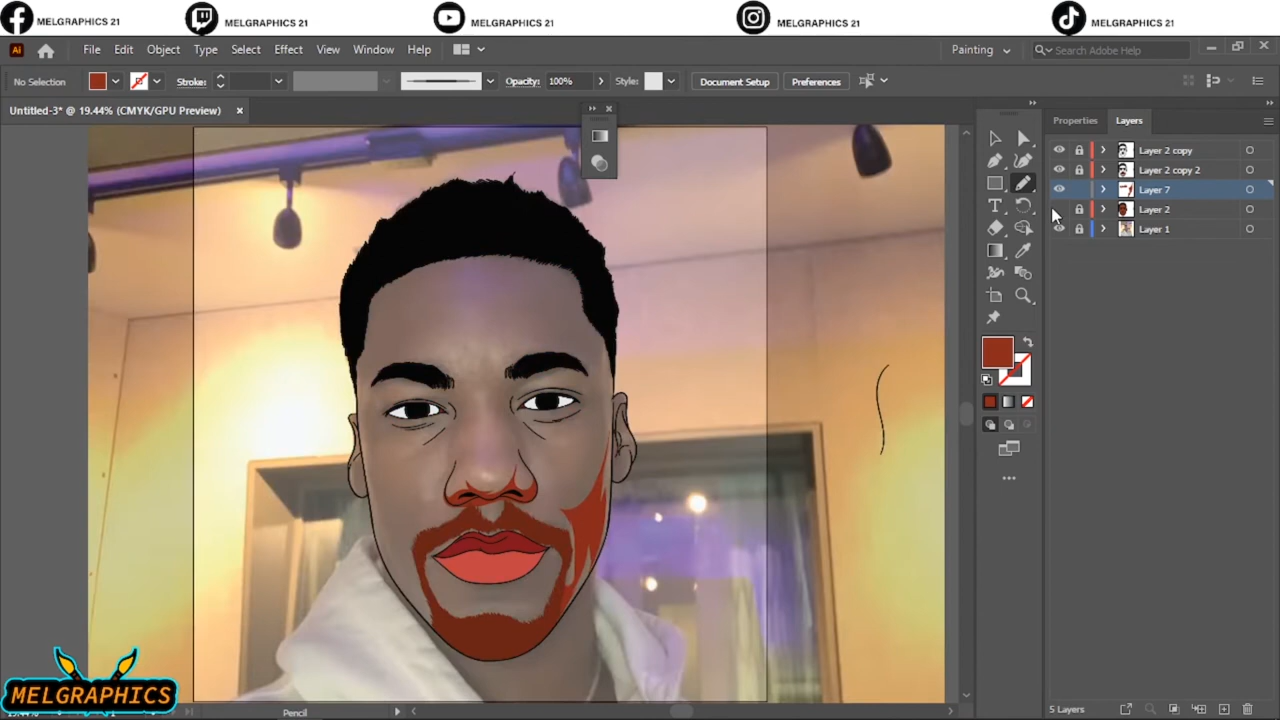 MELGRAPHICS 21
MELGRAPHICS 21
MELGRAPHICS 21
MELGRAPHICS 21
MELGRAPHICS 21
Ai File Edit Object Type Select Effect View Window Help Painting Search Adobe Help
No Selection Stroke: Opacity: 100% Style: Document Setup Preferences
Untitled-3* @ 19.44% (CMYK/GPU Preview)
Properties Layers
Layer 2 copy
Layer 2 copy 2
Layer 7
Layer 2
Layer 1
MELGRAPHICS
Pencil
5 Layers